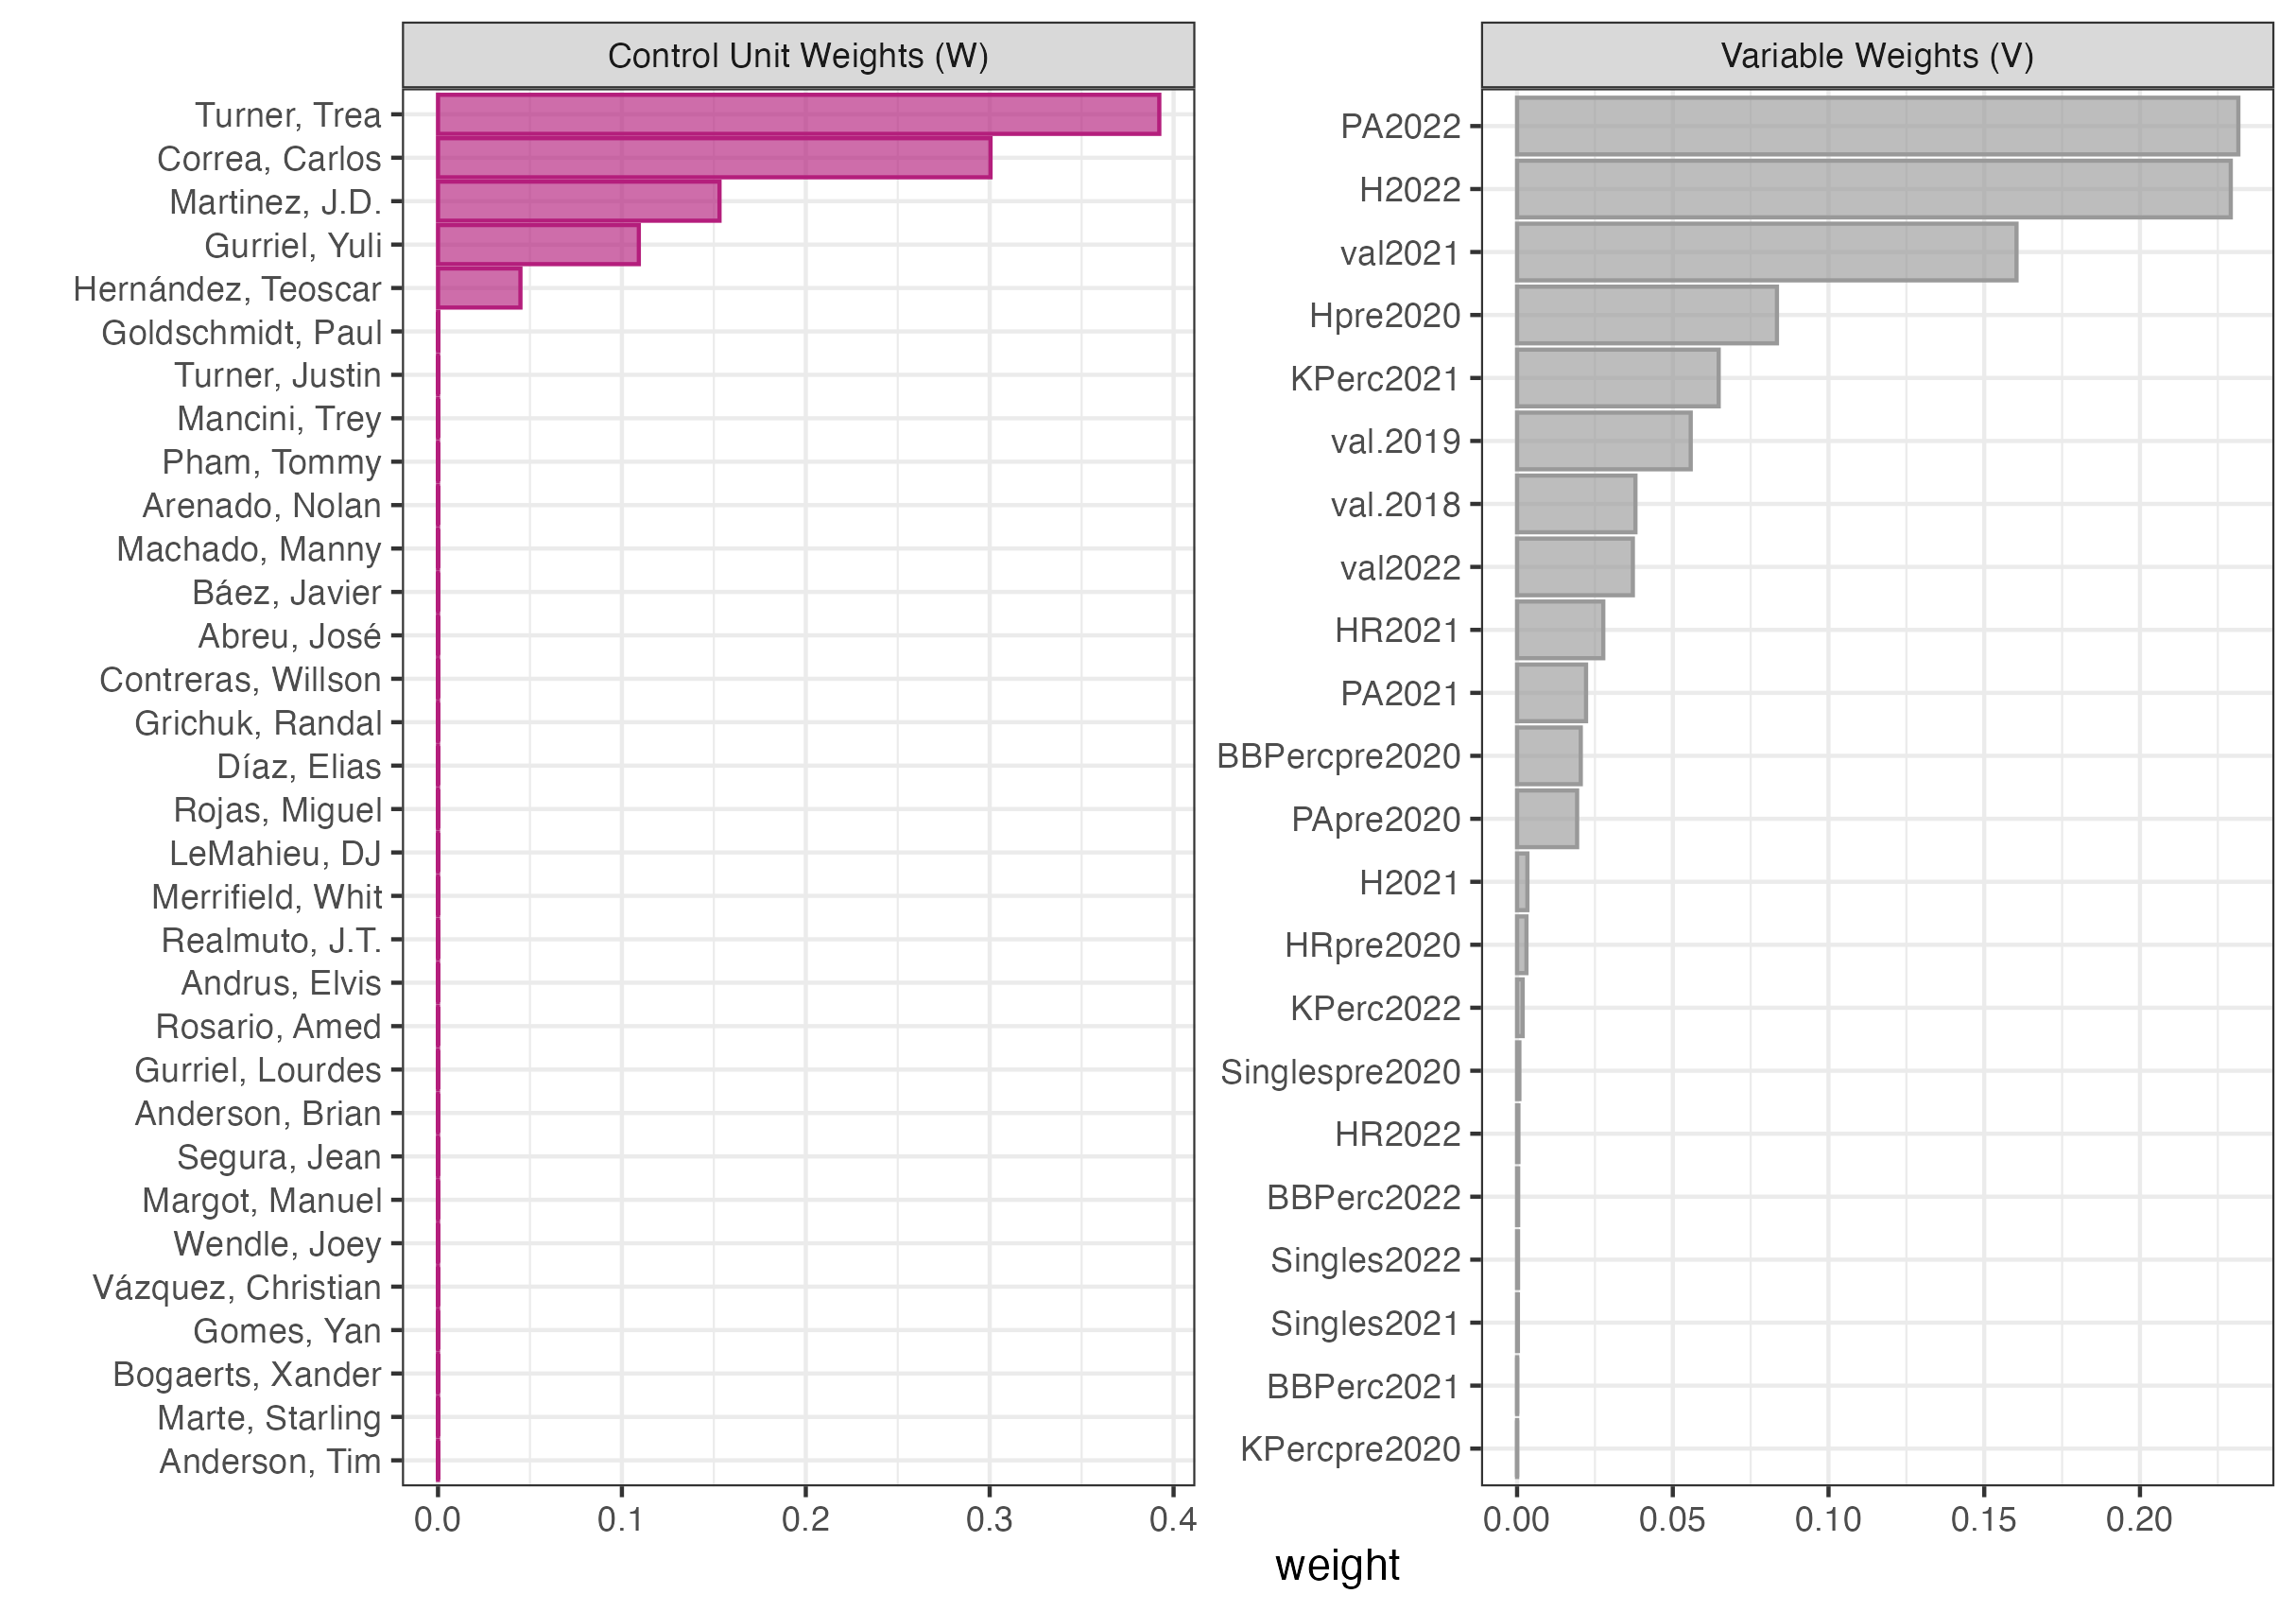 Control Unit Weights (W)
Turner, Trea
Correa, Carlos
Martinez, J.D.
Gurriel, Yuli
Hernández, Teoscar
Goldschmidt, Paul
Turner, Justin
Mancini, Trey
Pham, Tommy
Arenado, Nolan
Machado, Manny
Báez, Javier
Abreu, José
Contreras, Willson
Grichuk, Randal
Díaz, Elias
Rojas, Miguel
LeMahieu, DJ
Merrifield, Whit
Realmuto, J.T.
Andrus, Elvis
Rosario, Amed
Gurriel, Lourdes
Anderson, Brian
Segura, Jean
Margot, Manuel
Wendle, Joey
Vázquez, Christian
Gomes, Yan
Bogaerts, Xander
Marte, Starling
Anderson, Tim
0.0 0.1 0.2 0.3 0.4
Variable Weights (V)
PA2022
H2022
val2021
Hpre2020
KPerc2021
val.2019
val.2018
val2022
HR2021
PA2021
BBPercpre2020
PApre2020
H2021
HRpre2020
KPerc2022
Singlespre2020
HR2022
BBPerc2022
Singles2022
Singles2021
BBPerc2021
KPercpre2020
0.00 0.05 0.10 0.15 0.20
weight